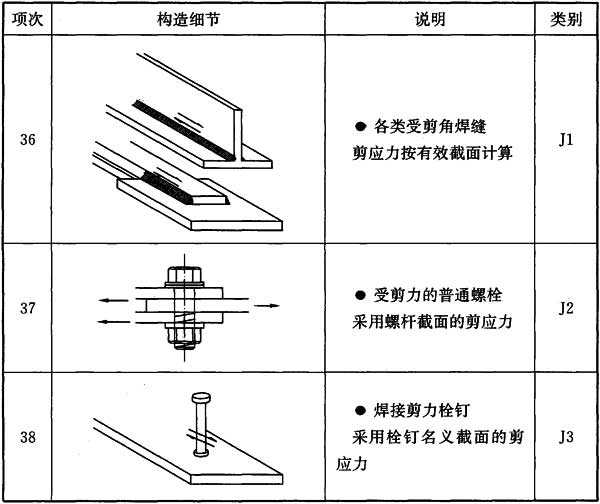 项次 构造细节 说明 类别
36 ● 各类受剪角焊缝 J1
剪应力按有效截面计算
37 ● 受剪力的普通螺栓 J2
采用螺杆截面的剪应力
38 ● 焊接剪力栓钉 J3
采用栓钉名义截面的剪
应力